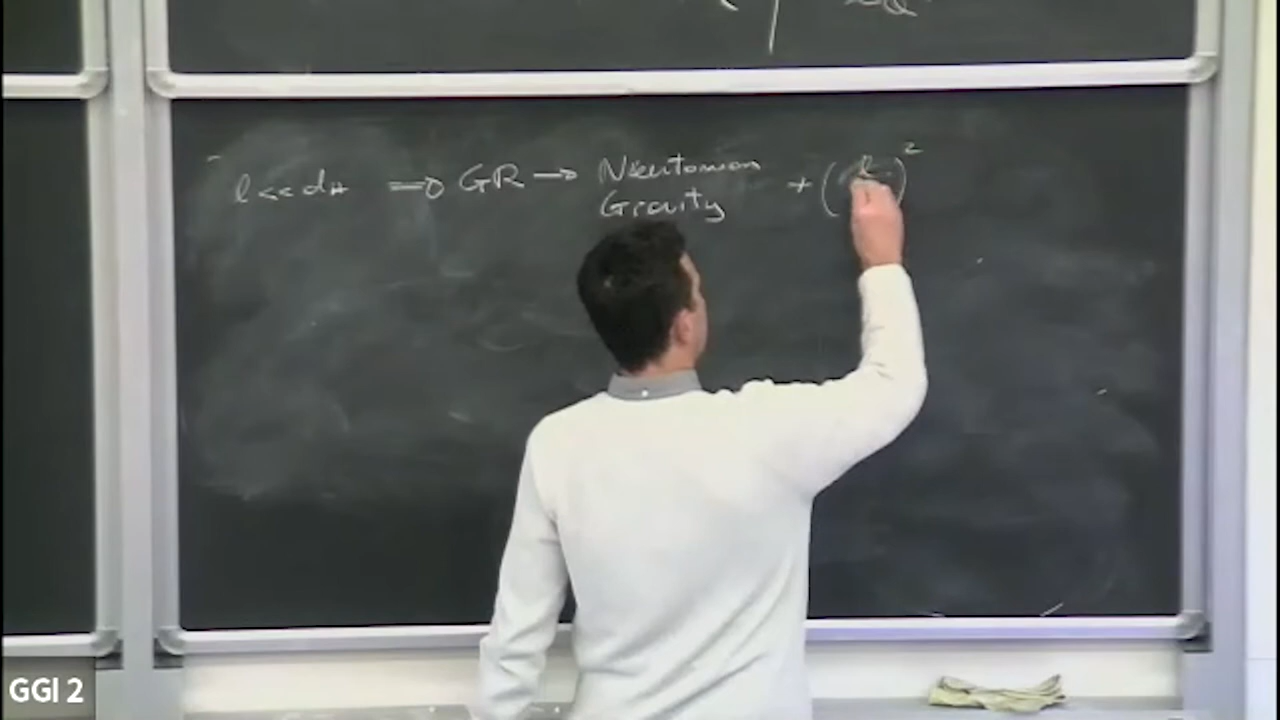 l << d_H ⇒ GR → Newtonian Gravity + ( l )²
GGI 2